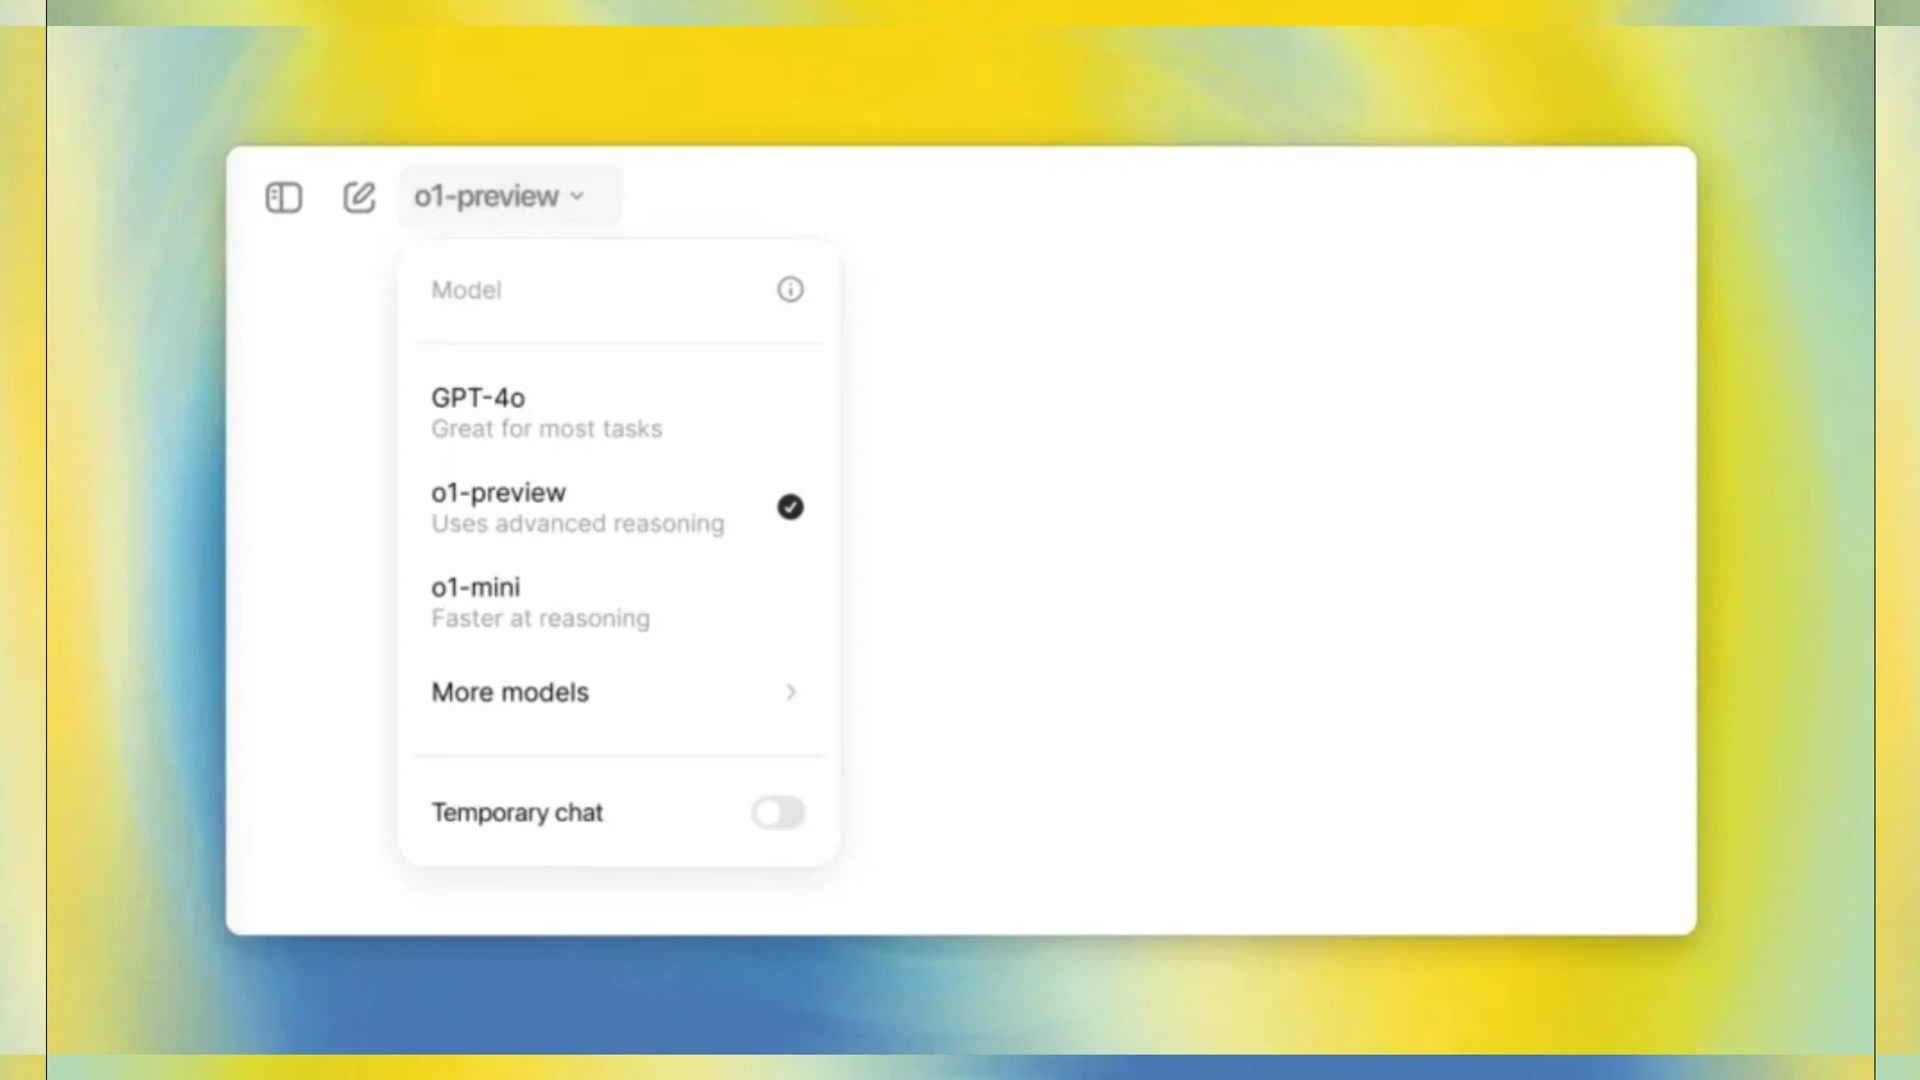 o1-preview
Model
GPT-4o
Great for most tasks
o1-preview
Uses advanced reasoning
o1-mini
Faster at reasoning
More models
Temporary chat